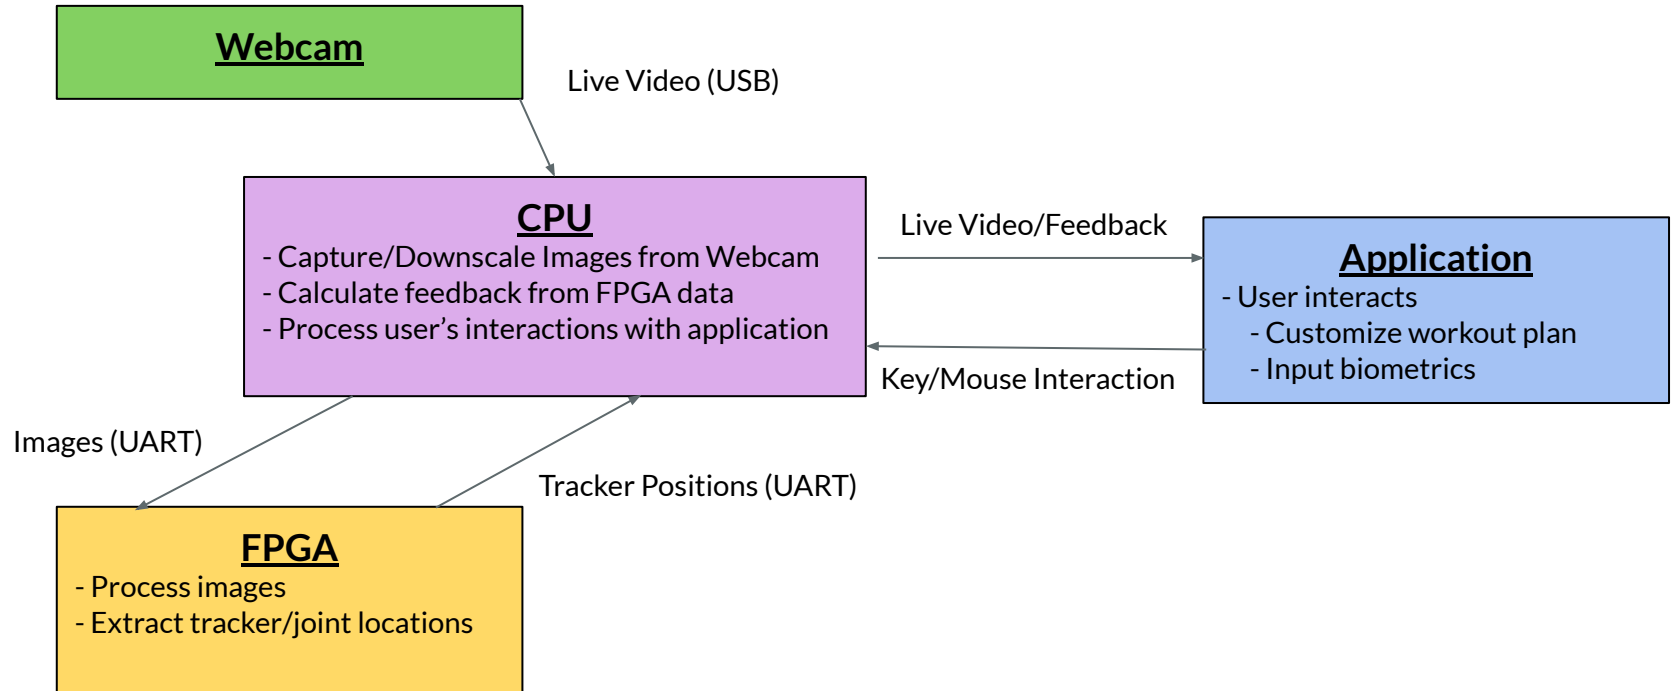 Webcam
Live Video (USB)
CPU
- Capture/Downscale Images from Webcam
- Calculate feedback from FPGA data
- Process user’s interactions with application
Live Video/Feedback
Application
- User interacts
- Customize workout plan
- Input biometrics
Key/Mouse Interaction
Images (UART)
Tracker Positions (UART)
FPGA
- Process images
- Extract tracker/joint locations